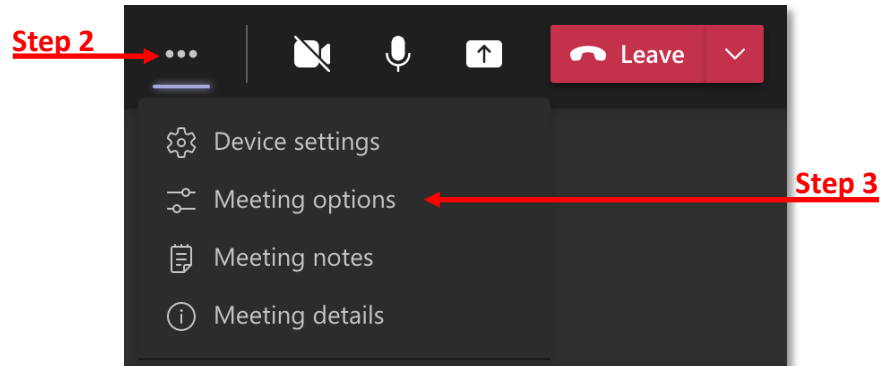 Step 2
Leave
Device settings
Meeting options
Step 3
Meeting notes
Meeting details